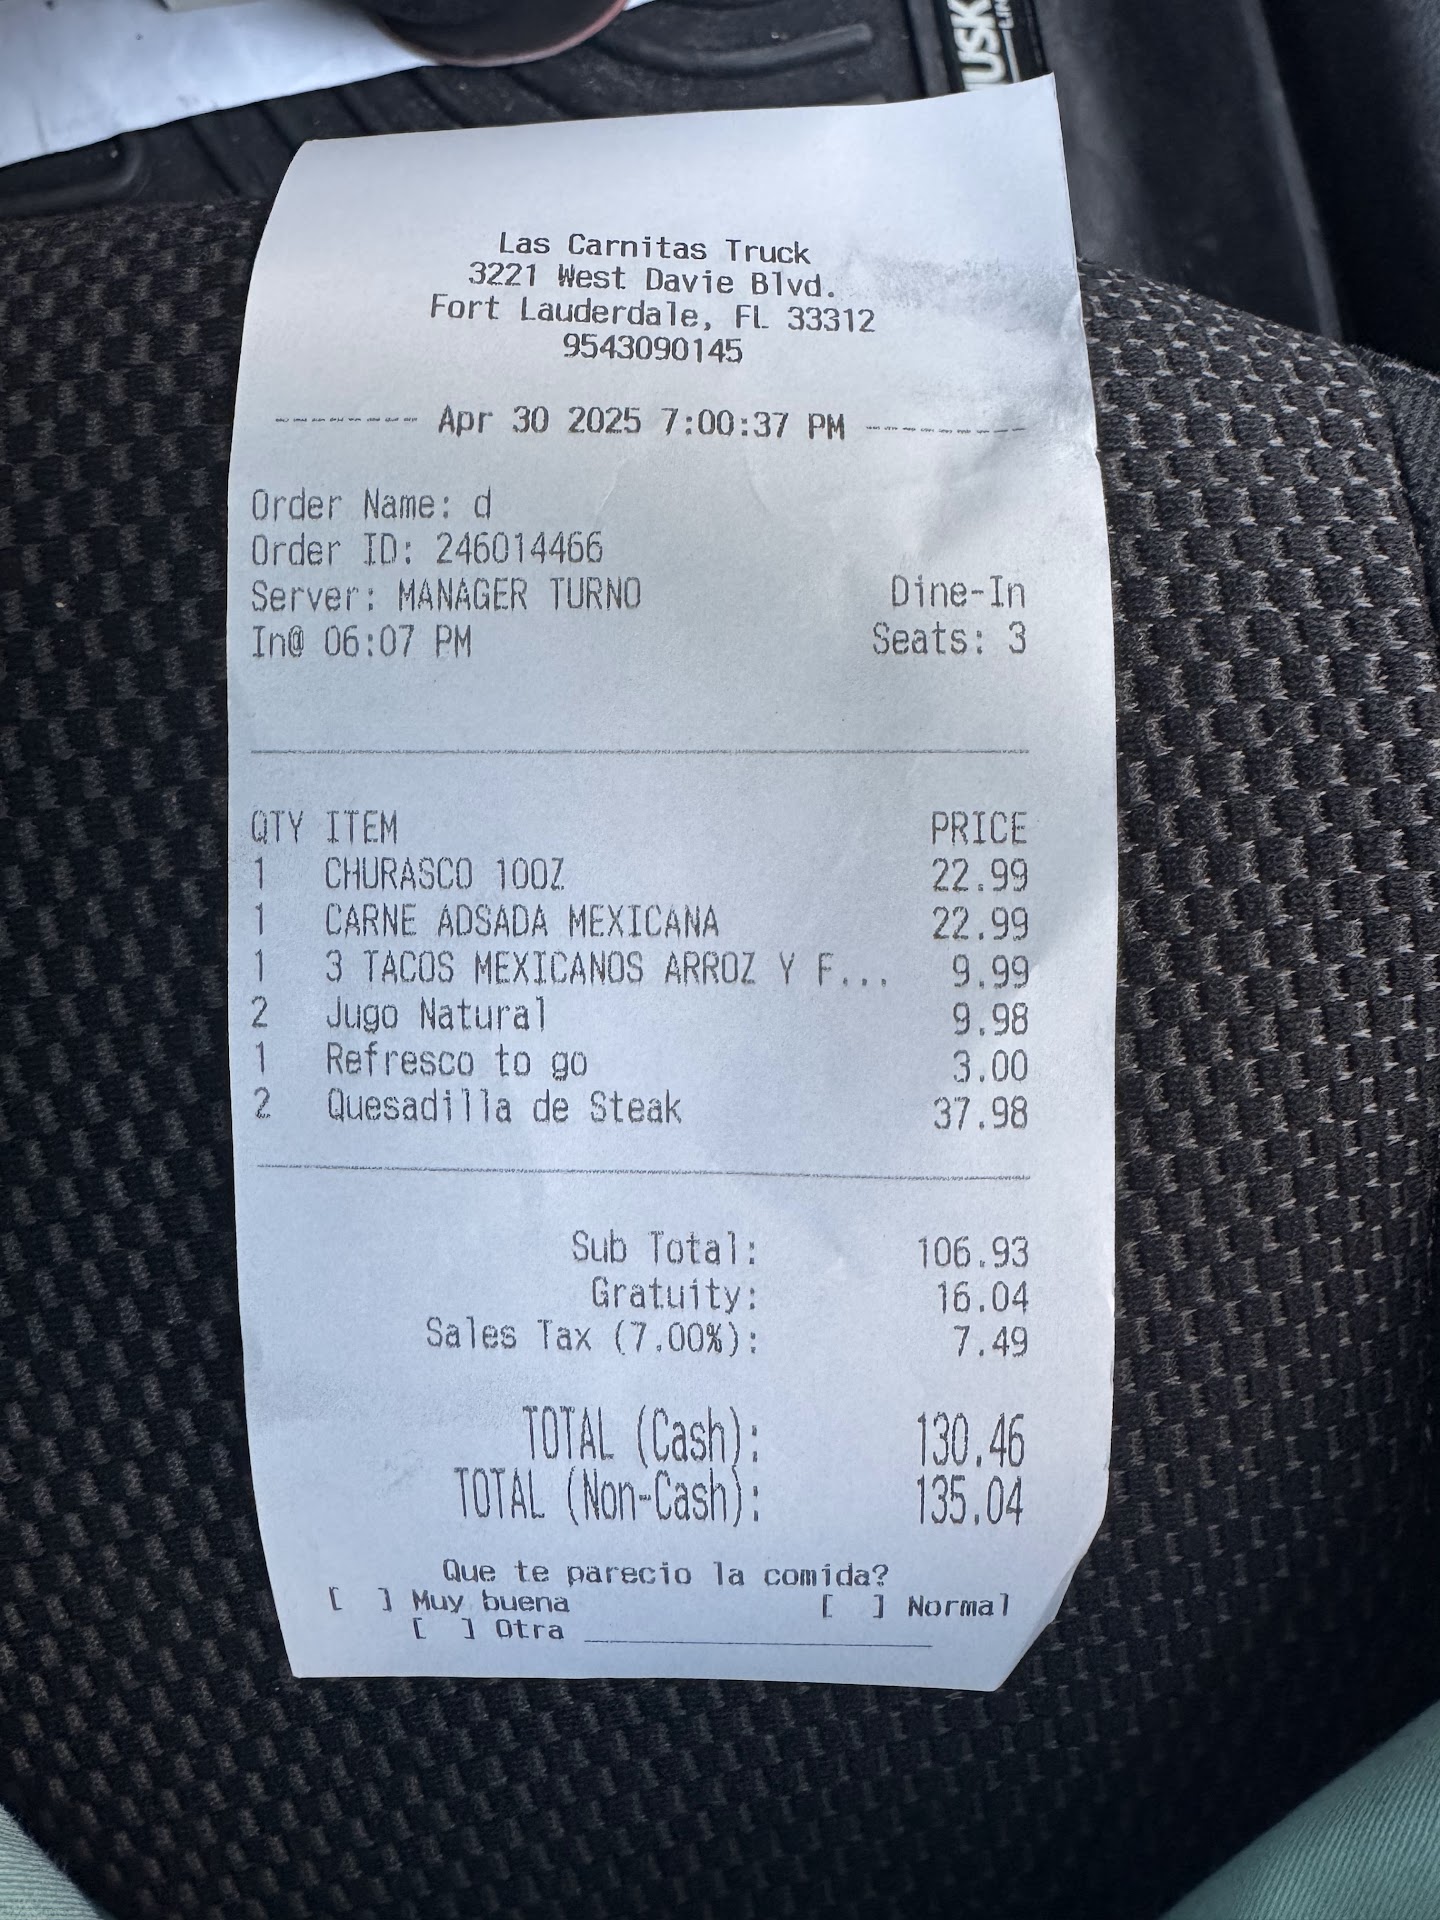 HUSK
LIN
Las Carnitas Truck
3221 West Davie Blvd.
Fort Lauderdale, FL 33312
9543090145
-------- Apr 30 2025 7:00:37 PM ---------
Order Name: d
Order ID: 246014466
Server: MANAGER TURNO Dine-In
In@ 06:07 PM Seats: 3
QTY ITEM PRICE
1 CHURASCO 10OZ 22.99
1 CARNE ADSADA MEXICANA 22.99
1 3 TACOS MEXICANOS ARROZ Y F... 9.99
2 Jugo Natural 9.98
1 Refresco to go 3.00
2 Quesadilla de Steak 37.98
Sub Total: 106.93
Gratuity: 16.04
Sales Tax (7.00%): 7.49
TOTAL (Cash): 130.46
TOTAL (Non-Cash): 135.04
Que te parecio la comida?
[ ] Muy buena [ ] Normal
[ ] Otra ____________________